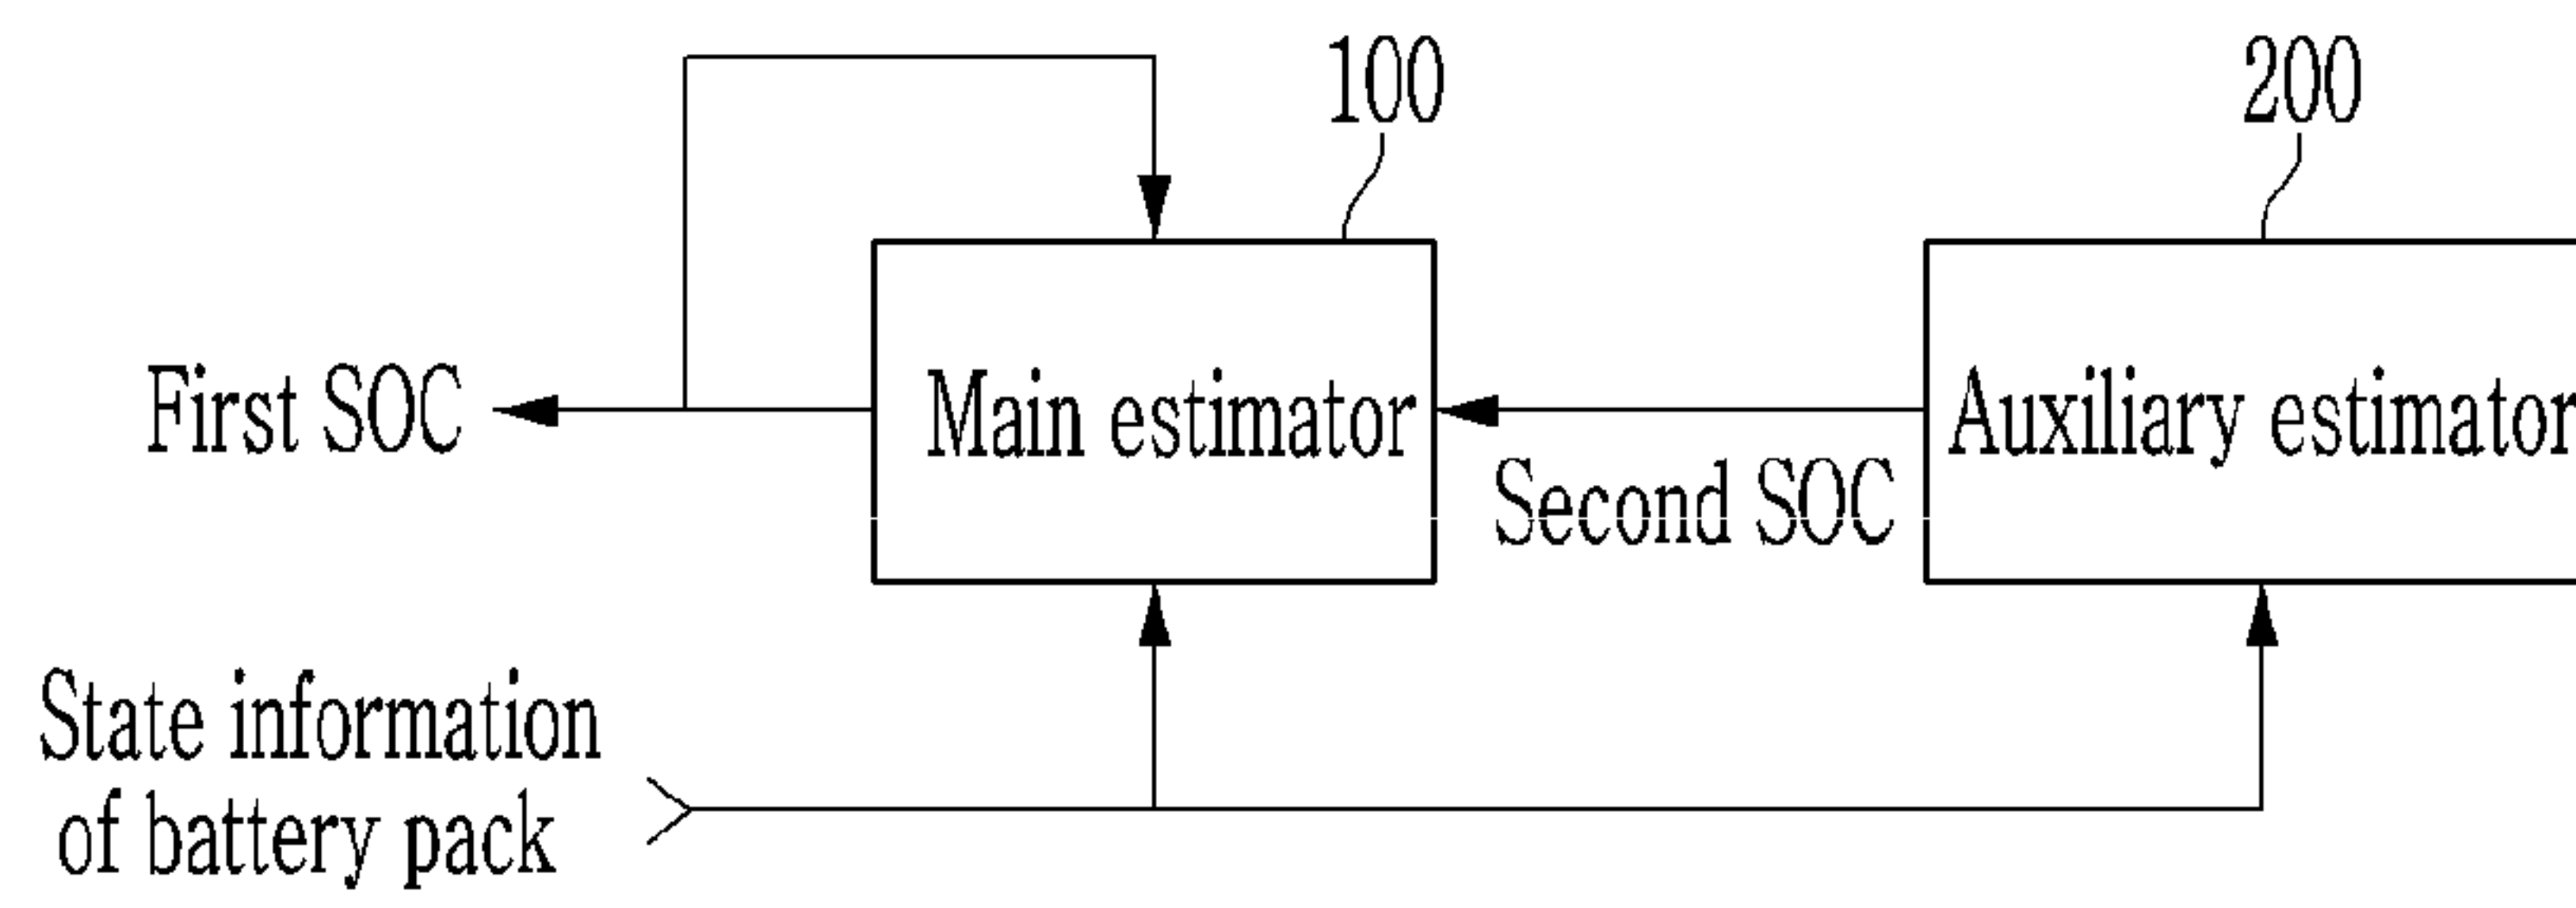 100
200
First SOC
Main estimator
Auxiliary estimator
Second SOC
State information
of battery pack